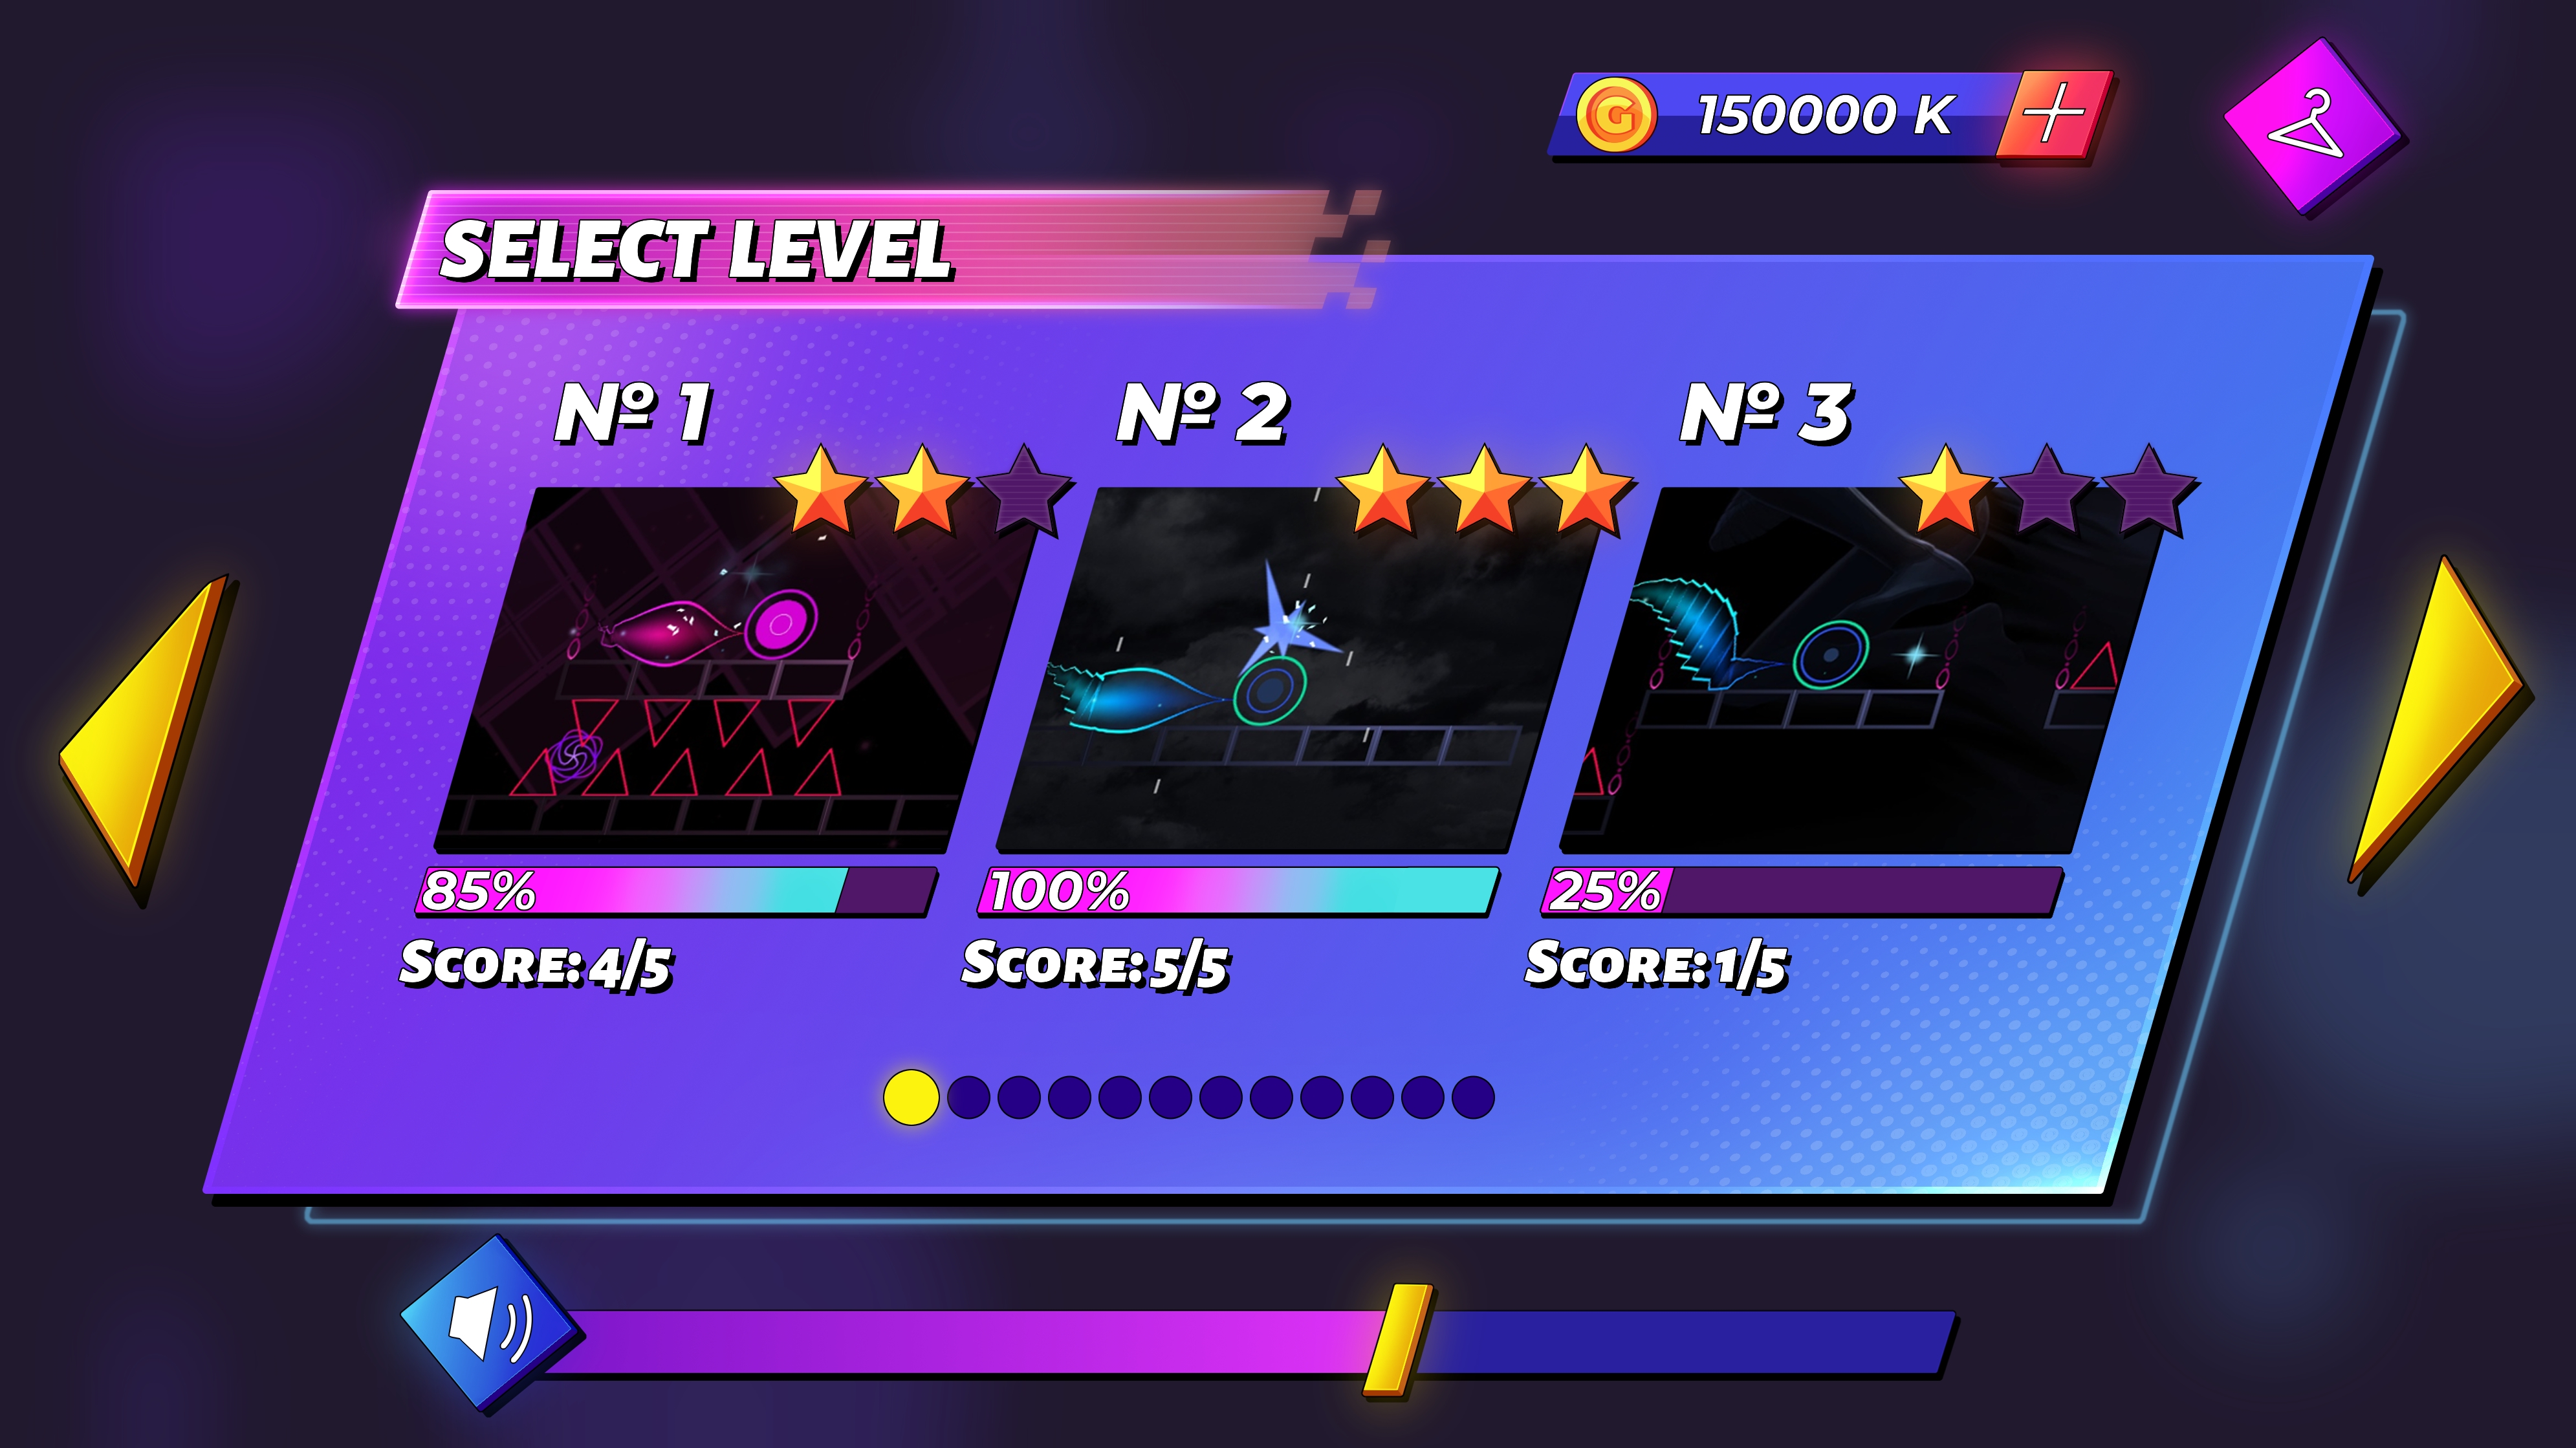 150000 K
SELECT LEVEL
Nº 1
Nº 2
Nº 3
85%
100%
25%
SCORE: 4/5
SCORE: 5/5
SCORE: 1/5